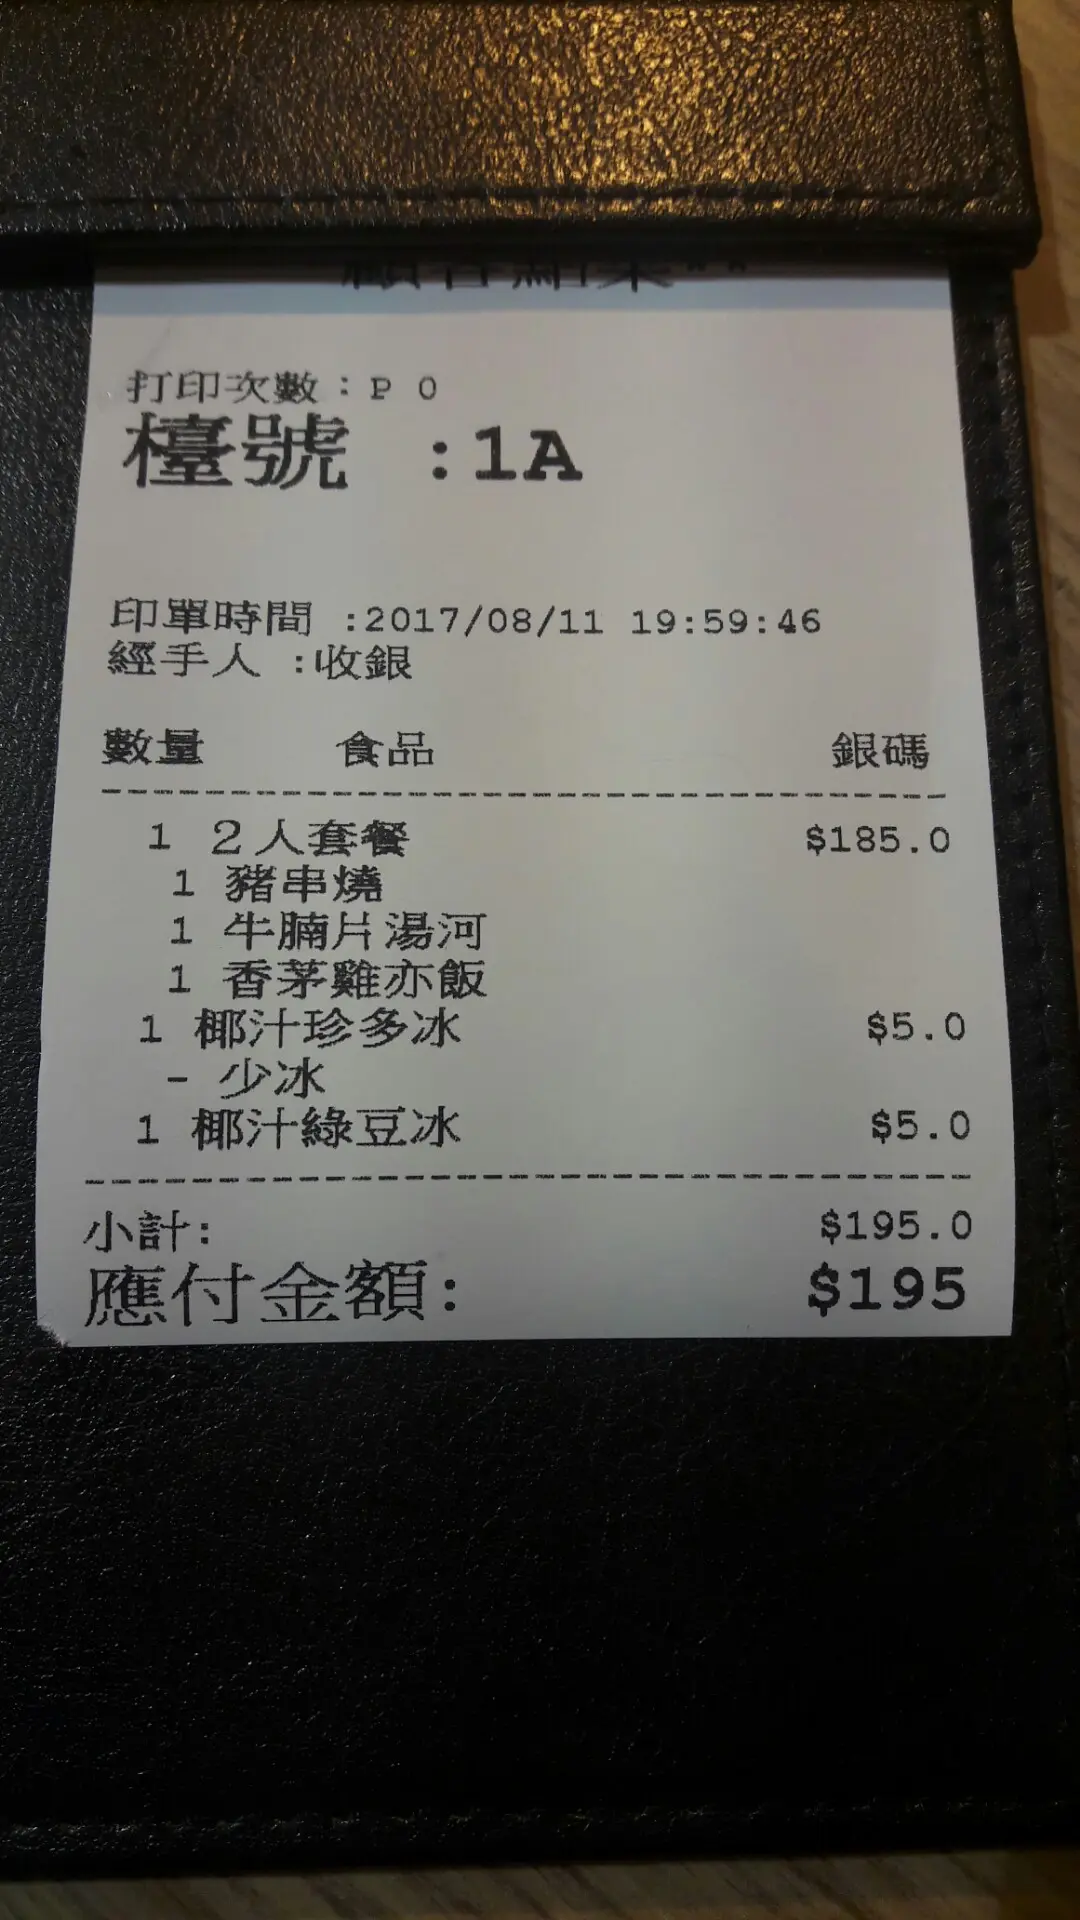 打印次數：P 0
檯號 :1A
印單時間 :2017/08/11 19:59:46
經手人 :收銀
數量 食品 銀碼
1 2人套餐 $185.0
1 豬串燒
1 牛腩片湯河
1 香茅雞亦飯
1 椰汁珍多冰 $5.0
- 少冰
1 椰汁綠豆冰 $5.0
小計: $195.0
應付金額: $195